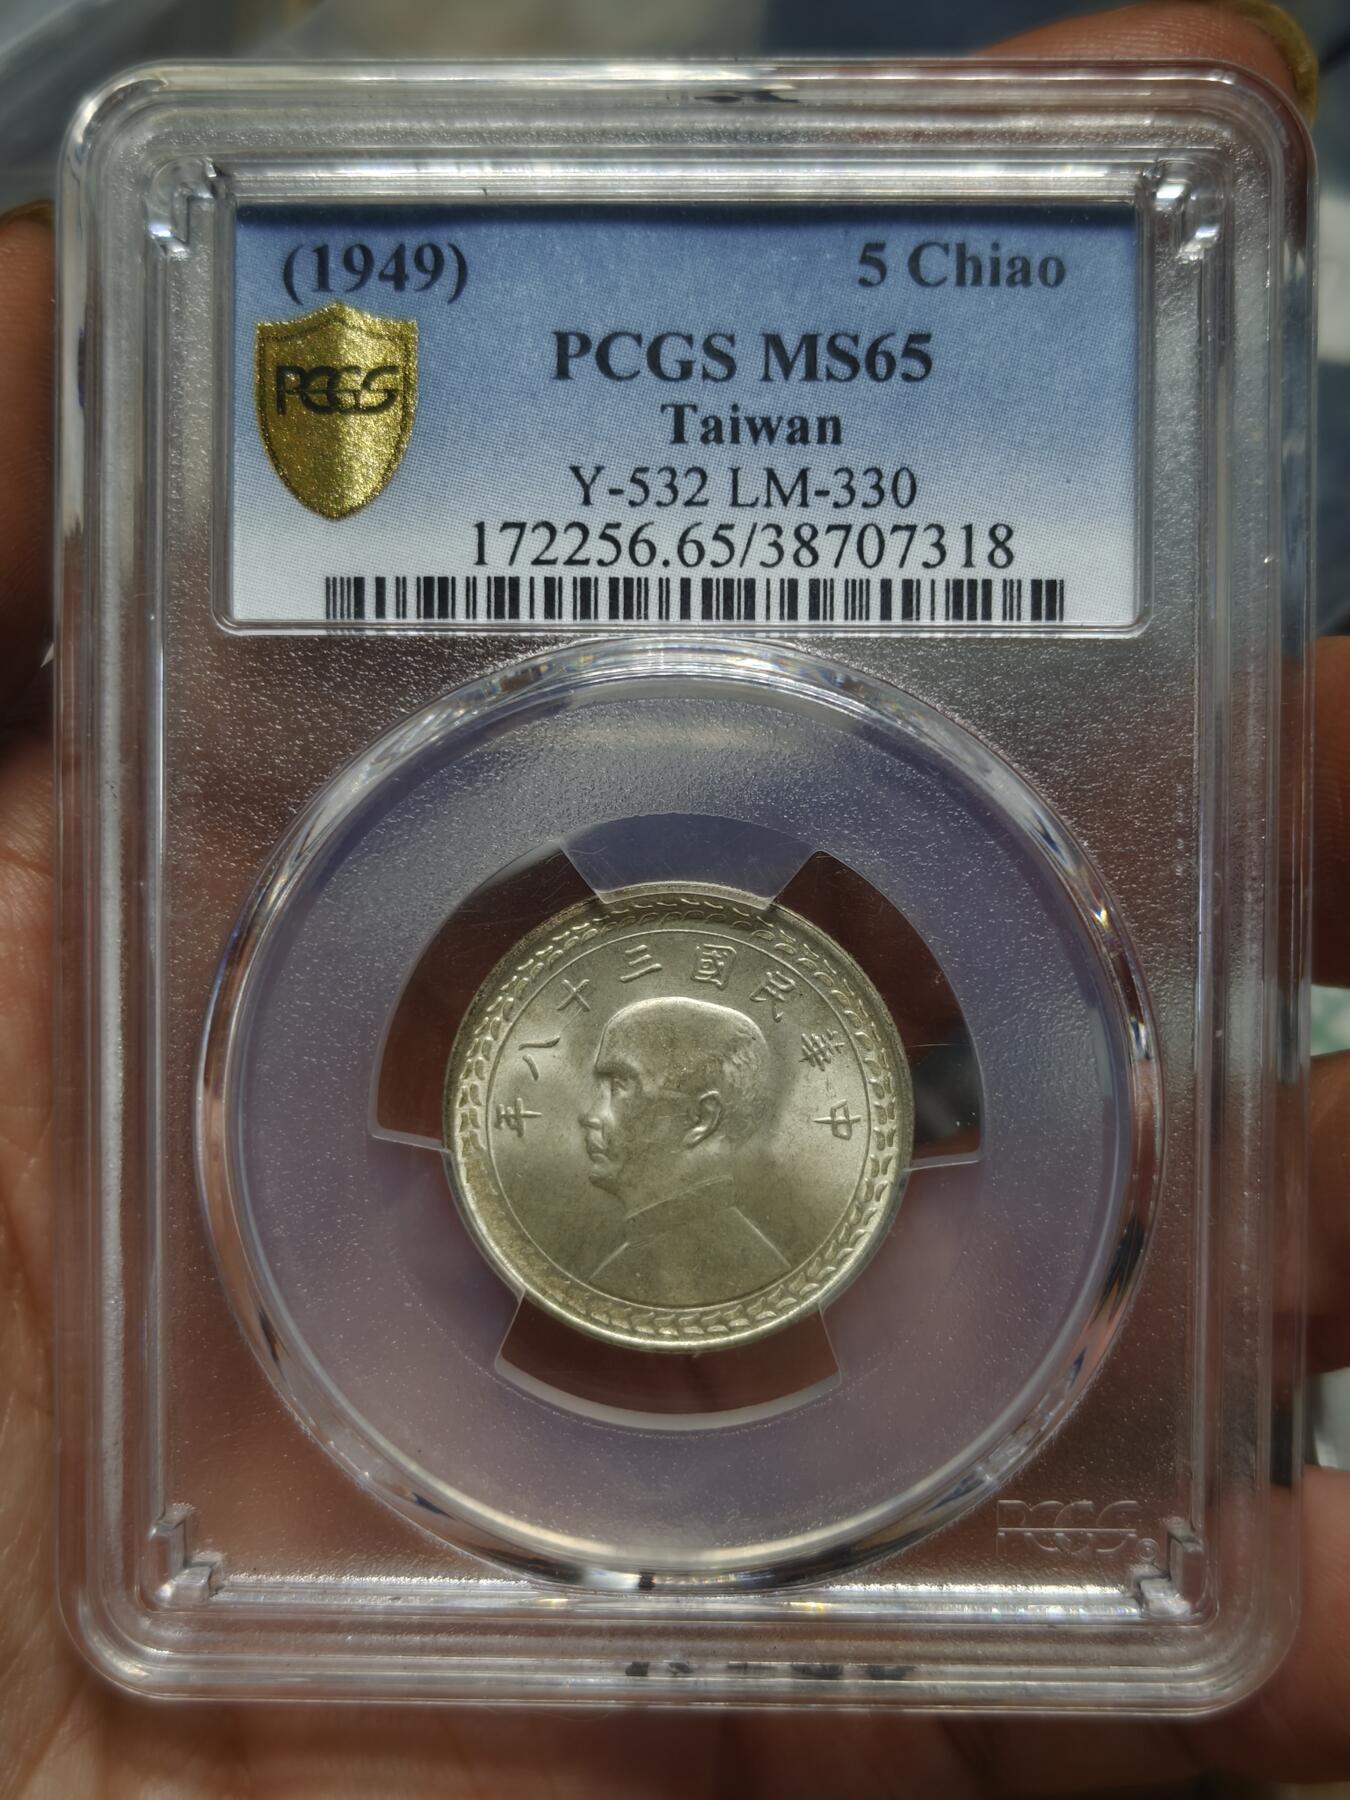 (1949) 5 Chiao
PCGS
PCGS MS65
Taiwan
Y-532 LM-330
172256.65/38707318
年八十三國民華中
PCGS